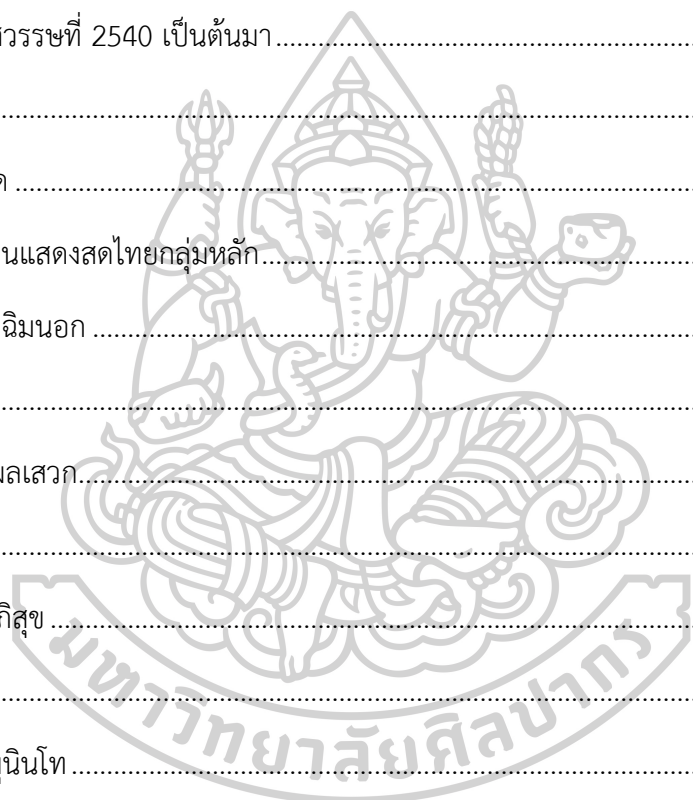 วรรษที่ 2540 เป็นต้นมา........................................................................
..........................................................................................................
ด ........................................................................................................
นแสดงสดไทยกลุ่มหลัก.......................................................................
ฉิมนอก .............................................................................................
..........................................................................................................
มลเสวก...............................................................................................
..........................................................................................................
ภิสุข ...................................................................................................
..........................................................................................................
นินโท .................................................................................................
มหาวิทยาลัยศิลปากร